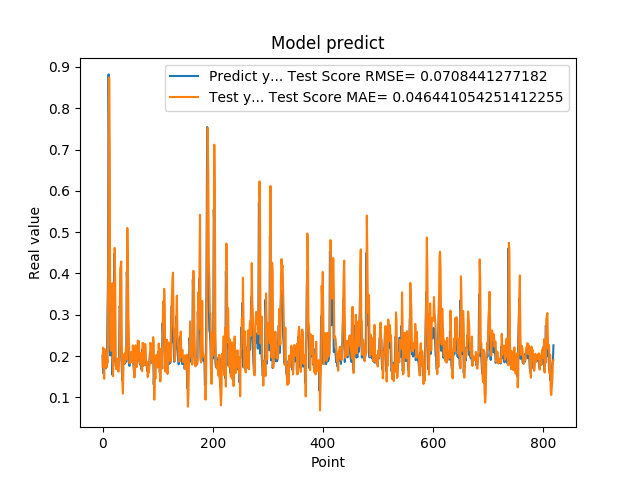 Model predict
Predict y... Test Score RMSE= 0.0708441277182
Test y... Test Score MAE= 0.046441054251412255
0.9
0.8
0.7
0.6
0.5
0.4
0.3
0.2
0.1
Real value
0 200 400 600 800
Point